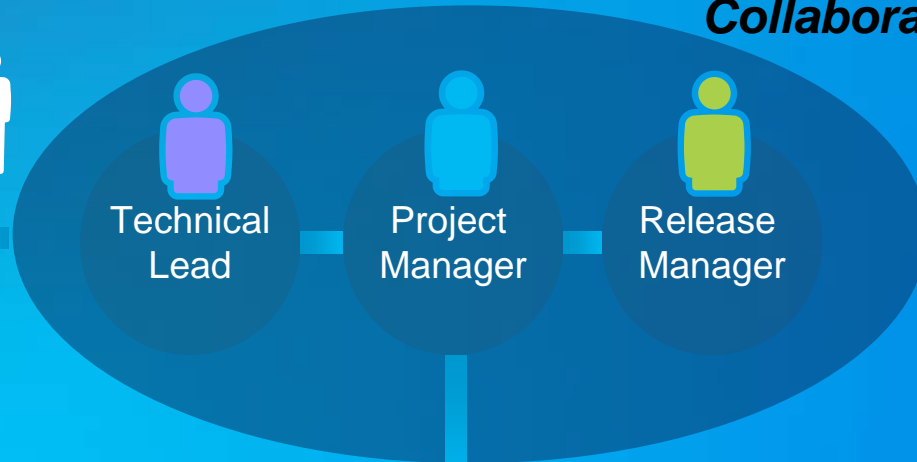 Collabora
Technical
Lead
Project
Manager
Release
Manager